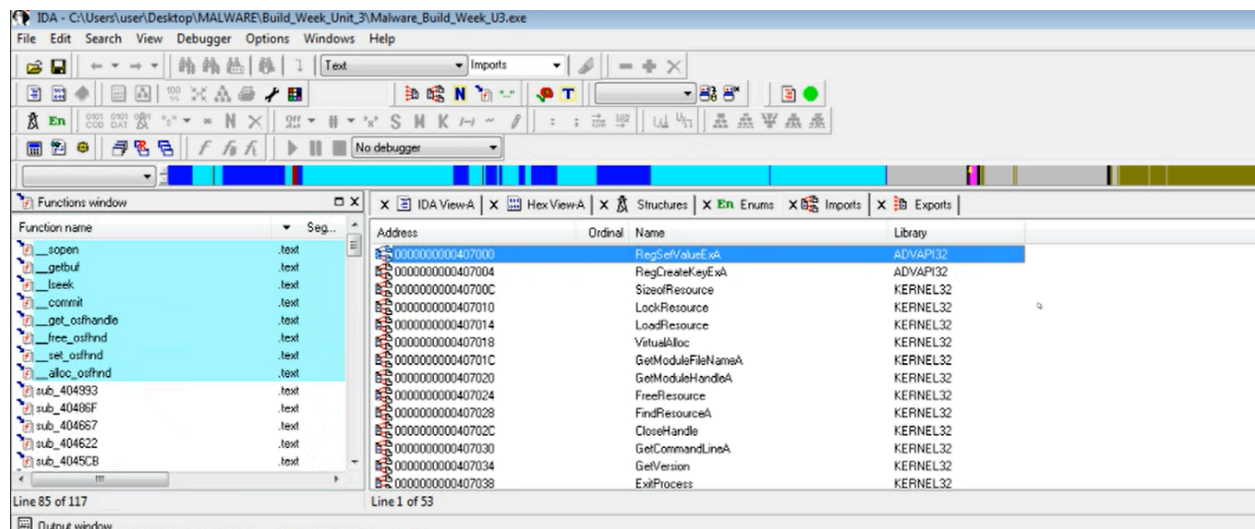 IDA - C:\Users\user\Desktop\MALWARE\Build_Week_Unit_3\Malware_Build_Week_U3.exe
File Edit Search View Debugger Options Windows Help
Text
Imports
En
No debugger
Functions window
Function name Seg...
__sopen .text
__getbuf .text
__lseek .text
__commit .text
__get_osfhandle .text
__free_osfhnd .text
__set_osfhnd .text
__alloc_osfhnd .text
sub_404993 .text
sub_40486F .text
sub_404667 .text
sub_404622 .text
sub_4045CB .text
Line 85 of 117
IDA View-A Hex View-A Structures En Enums Imports Exports
Address Ordinal Name Library
0000000000407000 RegSetValueExA ADVAPI32
0000000000407004 RegCreateKeyExA ADVAPI32
000000000040700C SizeofResource KERNEL32
0000000000407010 LockResource KERNEL32
0000000000407014 LoadResource KERNEL32
0000000000407018 VirtualAlloc KERNEL32
000000000040701C GetModuleFileNameA KERNEL32
0000000000407020 GetModuleHandleA KERNEL32
0000000000407024 FreeResource KERNEL32
0000000000407028 FindResourceA KERNEL32
000000000040702C CloseHandle KERNEL32
0000000000407030 GetCommandLineA KERNEL32
0000000000407034 GetVersion KERNEL32
0000000000407038 ExitProcess KERNEL32
Line 1 of 53
Output window